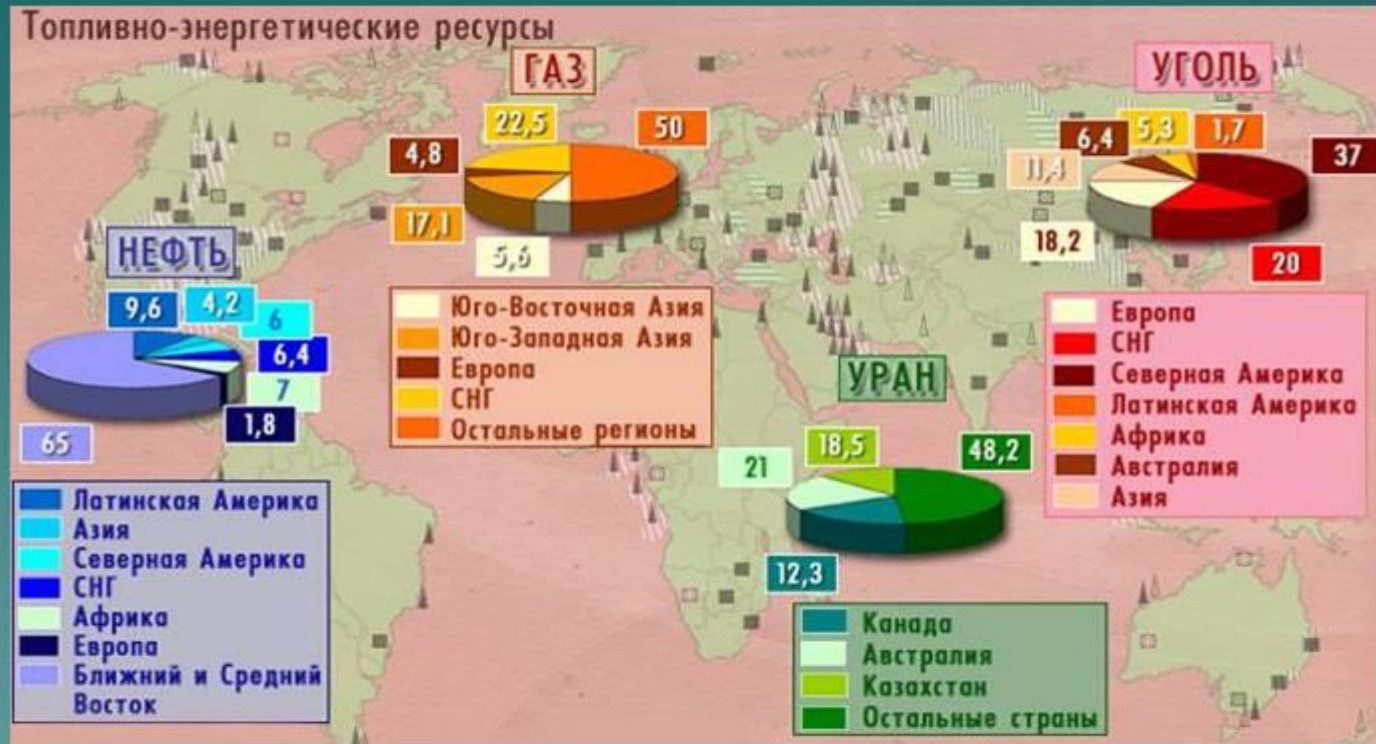 Топливно-энергетические ресурсы
ГАЗ
22,5
50
4,8
17,1
5,6
Юго-Восточная Азия
Юго-Западная Азия
Европа
СНГ
Остальные регионы
УГОЛЬ
6,4
5,3
1,7
37
11,4
18,2
20
Европа
СНГ
Северная Америка
Латинская Америка
Африка
Австралия
Азия
НЕФТЬ
9,6
4,2
6
6,4
7
1,8
65
Латинская Америка
Азия
Северная Америка
СНГ
Африка
Европа
Ближний и Средний
Восток
УРАН
18,5
48,2
21
12,3
Канада
Австралия
Казахстан
Остальные страны